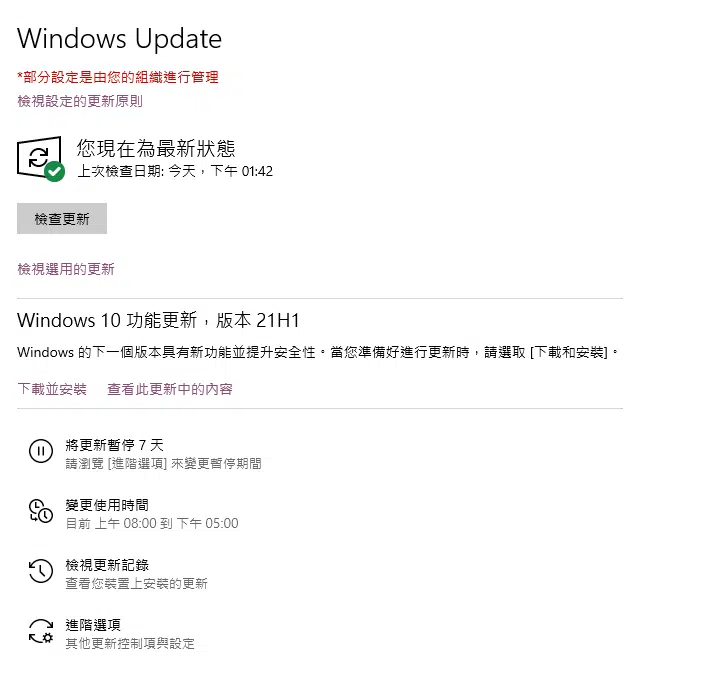 Windows Update
*部分設定是由您的組織進行管理
檢視設定的更新原則
您現在為最新狀態
上次檢查日期: 今天，下午 01:42
檢查更新
檢視選用的更新
Windows 10 功能更新，版本 21H1
Windows 的下一個版本具有新功能並提升安全性。當您準備好進行更新時，請選取 [下載和安裝]。
下載並安裝 查看此更新中的內容
將更新暫停 7 天
請瀏覽 [進階選項] 來變更暫停期間
變更使用時間
目前 上午 08:00 到 下午 05:00
檢視更新記錄
查看您裝置上安裝的更新
進階選項
其他更新控制項與設定